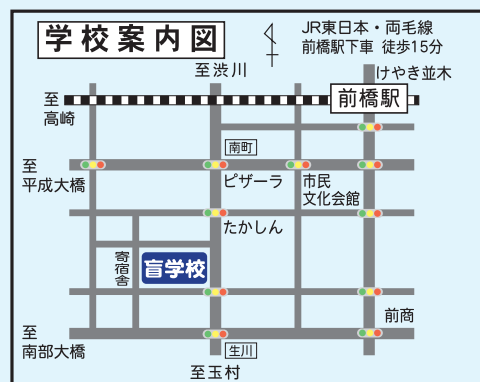 学校案内図
JR東日本・両毛線
前橋駅下車 徒歩15分
至渋川
けやき並木
至
高崎
前橋駅
南町
至
平成大橋
ピザーラ
市民
文化会館
たかしん
寄宿舎
盲学校
前商
至
南部大橋
生川
至玉村